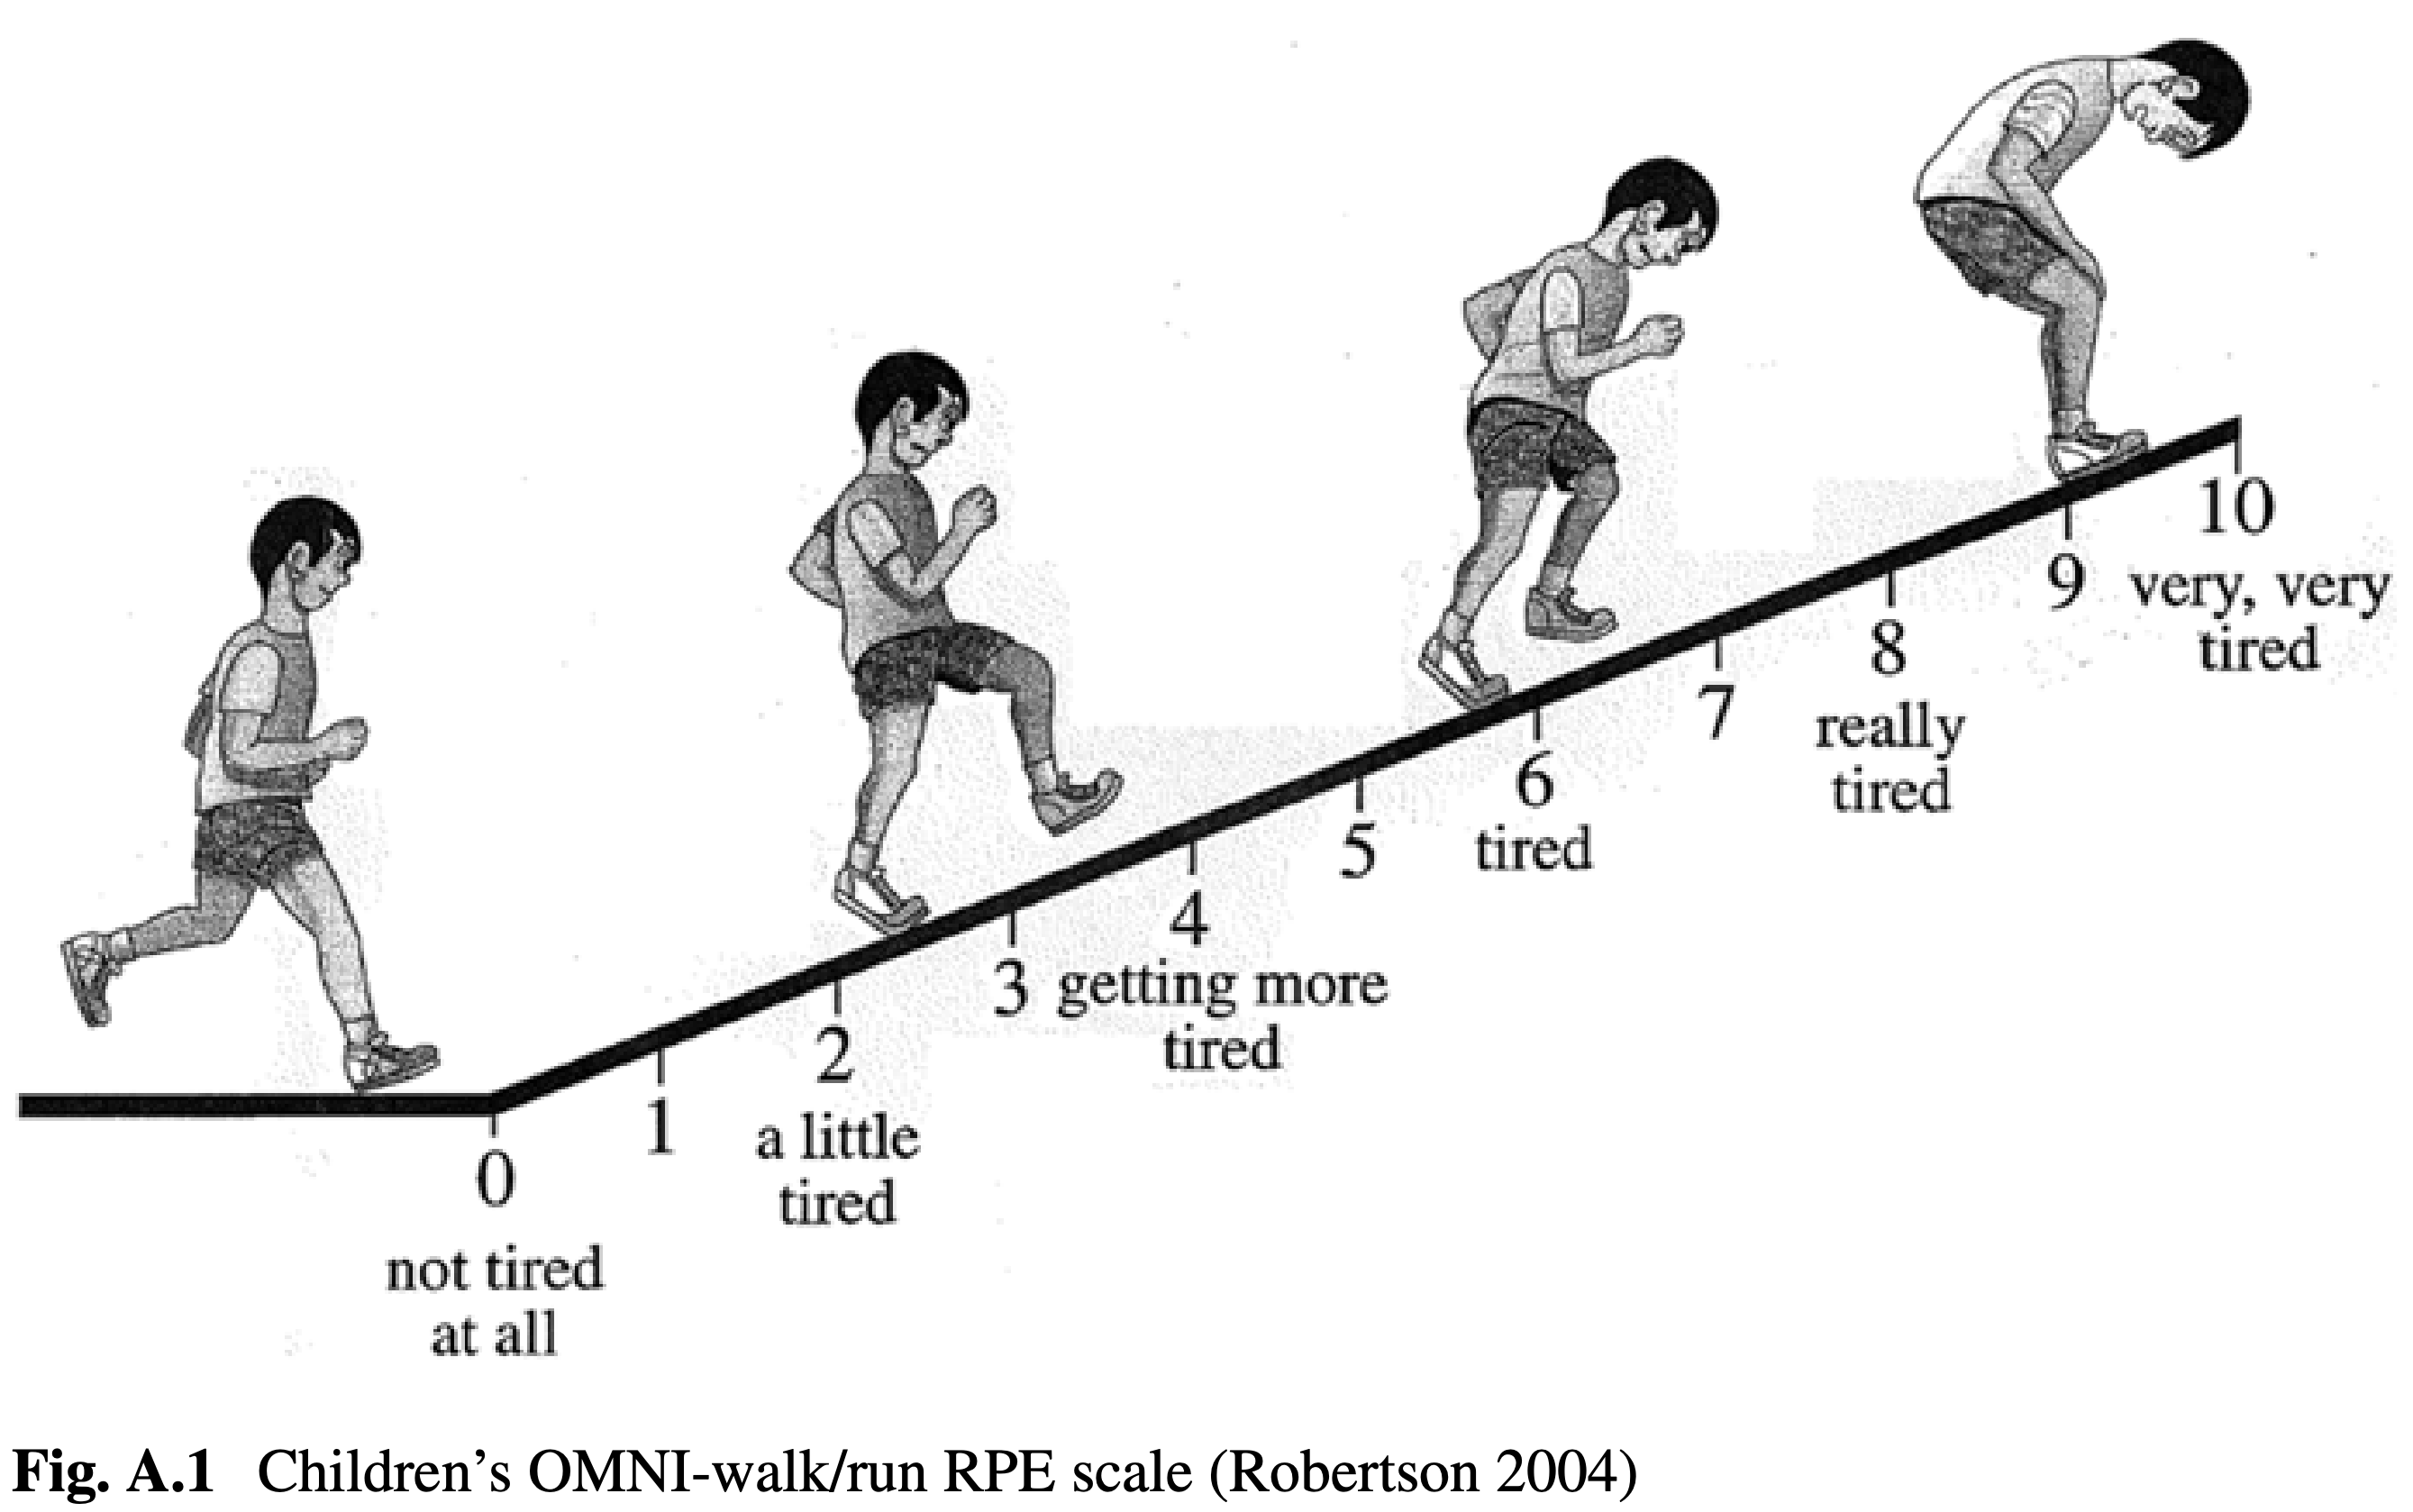 0
not tired
at all
1
2
a little
tired
3
4
getting more
tired
5
6
tired
7
8
really
tired
9
10
very, very
tired
Fig. A.1 Children's OMNI-walk/run RPE scale (Robertson 2004)